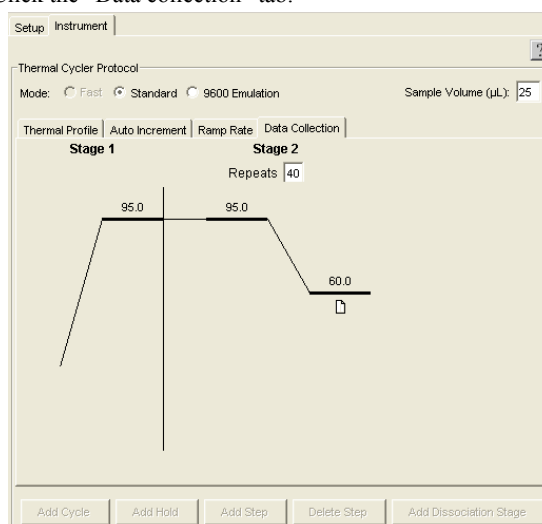 Click the "Data collection" tab.
Setup Instrument
?
Thermal Cycler Protocol
Mode: Fast Standard 9600 Emulation Sample Volume (µL): 25
Thermal Profile Auto Increment Ramp Rate Data Collection
Stage 1 Stage 2
Repeats 40
95.0 95.0
60.0
Add Cycle Add Hold Add Step Delete Step Add Dissociation Stage